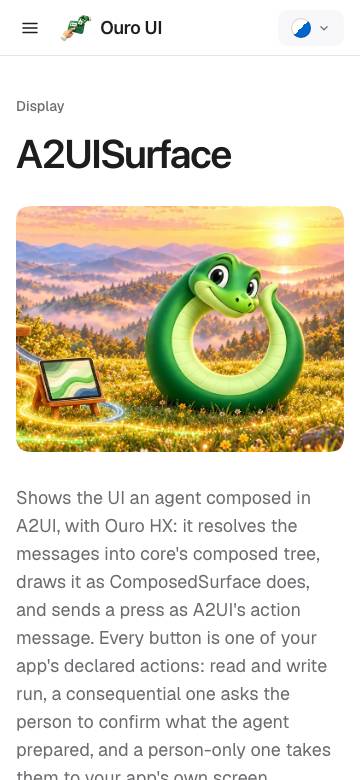 Ouro UI
Display
A2UISurface
Shows the UI an agent composed in
A2UI, with Ouro HX: it resolves the
messages into core's composed tree,
draws it as ComposedSurface does,
and sends a press as A2UI's action
message. Every button is one of your
app's declared actions: read and write
run, a consequential one asks the
person to confirm what the agent
prepared, and a person-only one takes
them to your app's own screen